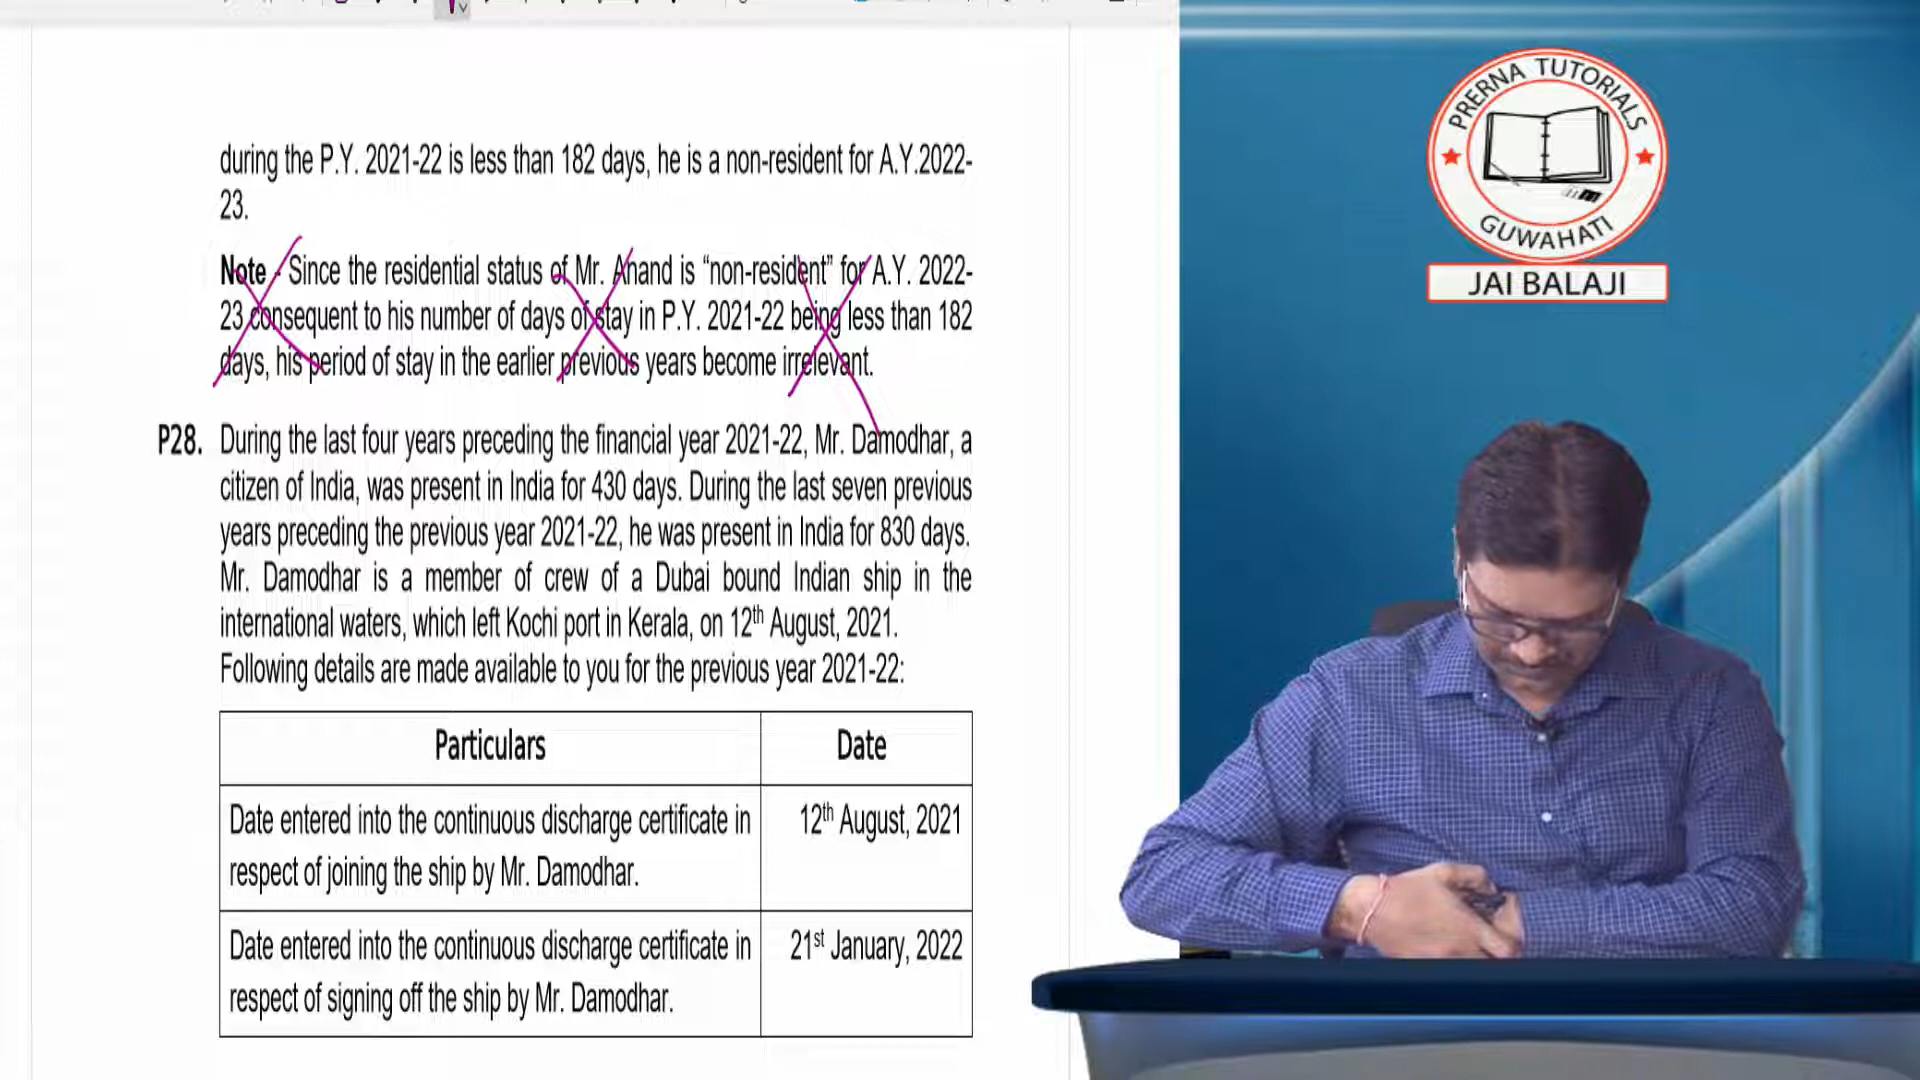 during the P.Y. 2021-22 is less than 182 days, he is a non-resident for A.Y.2022-
23.
Note - Since the residential status of Mr. Anand is “non-resident” for A.Y. 2022-
23 consequent to his number of days of stay in P.Y. 2021-22 being less than 182
days, his period of stay in the earlier previous years become irrelevant.
P28. During the last four years preceding the financial year 2021-22, Mr. Damodhar, a
citizen of India, was present in India for 430 days. During the last seven previous
years preceding the previous year 2021-22, he was present in India for 830 days.
Mr. Damodhar is a member of crew of a Dubai bound Indian ship in the
international waters, which left Kochi port in Kerala, on 12th August, 2021.
Following details are made available to you for the previous year 2021-22:
Particulars Date
Date entered into the continuous discharge certificate in 12th August, 2021
respect of joining the ship by Mr. Damodhar.
Date entered into the continuous discharge certificate in 21st January, 2022
respect of signing off the ship by Mr. Damodhar.
PRERNA TUTORIALS
GUWAHATI
JAI BALAJI